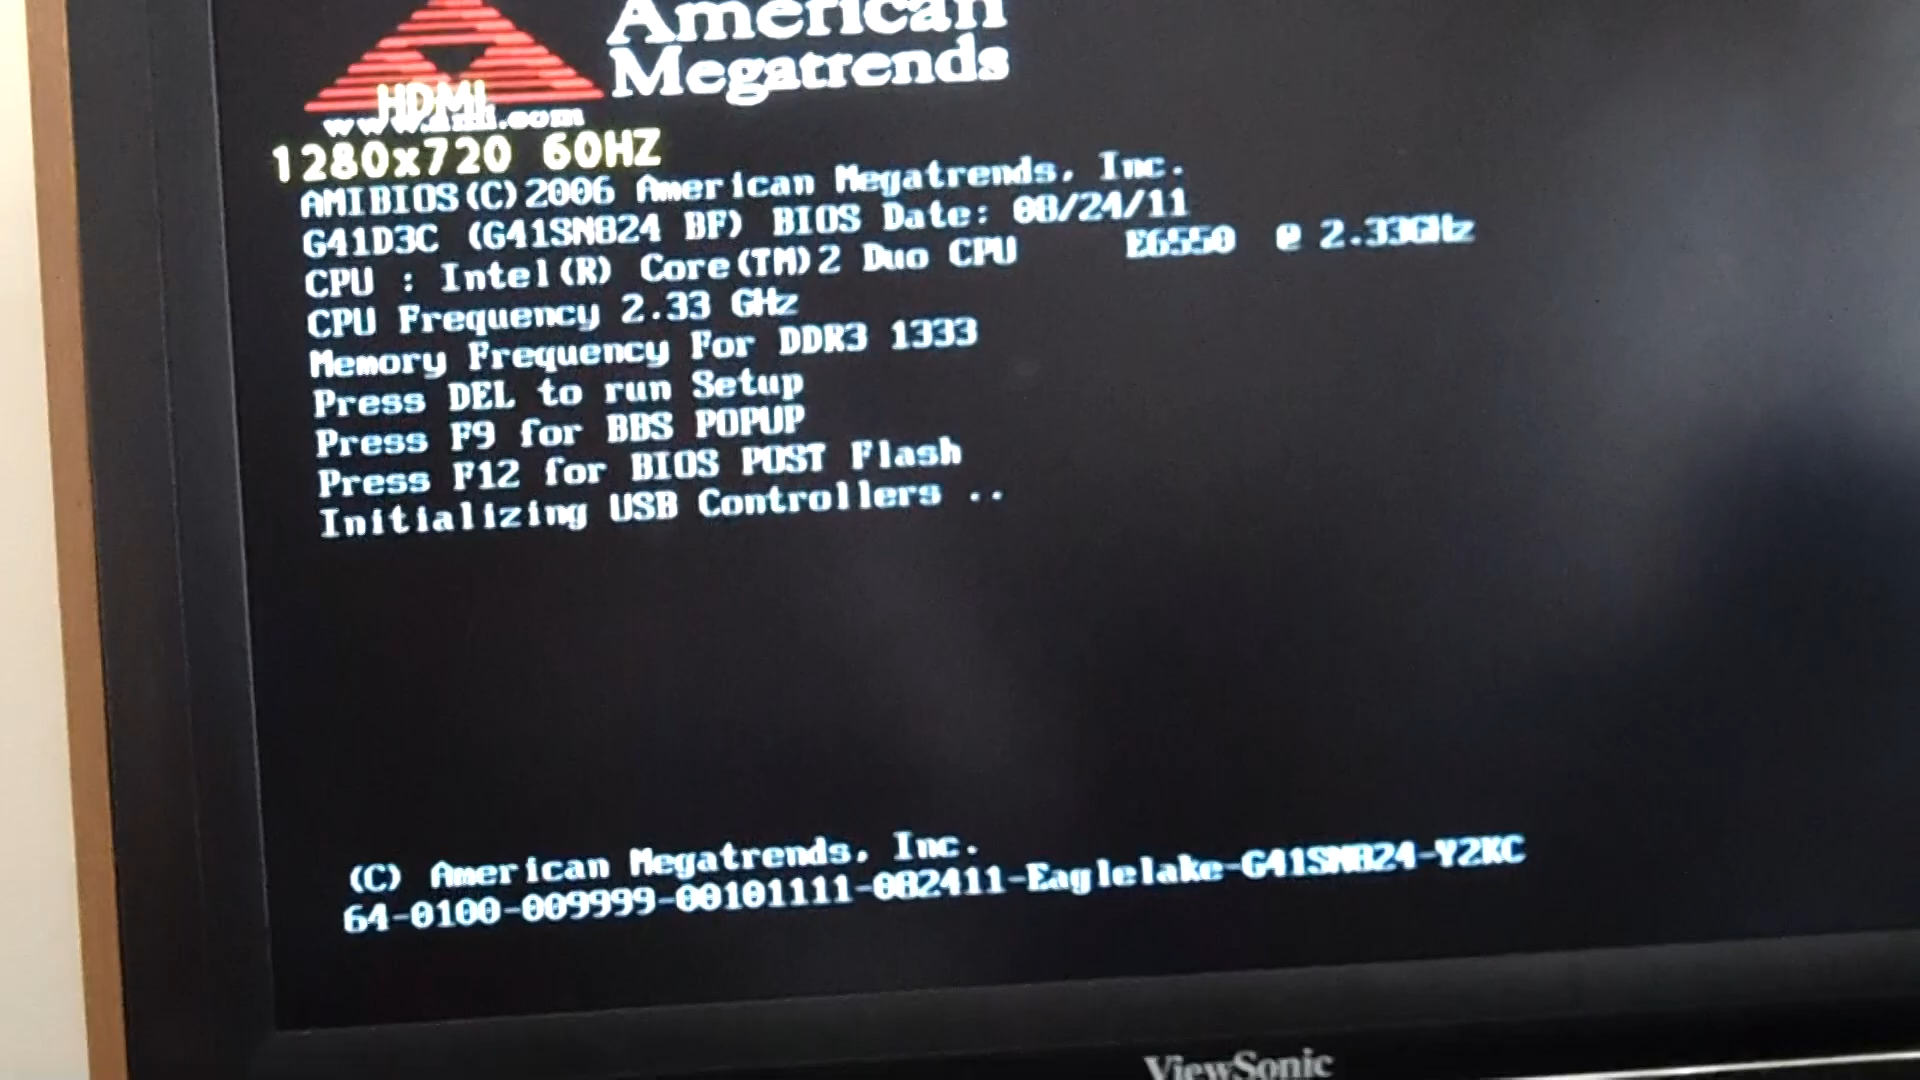 American
Megatrends
HDMI
www.ami.com
1280x720 60HZ
AMIBIOS(C)2006 American Megatrends, Inc.
G41D3C (G41SN824 BF) BIOS Date: 08/24/11
CPU : Intel(R) Core(TM)2 Duo CPU E6550 @ 2.33GHz
CPU Frequency 2.33 GHz
Memory Frequency For DDR3 1333
Press DEL to run Setup
Press F9 for BBS POPUP
Press F12 for BIOS POST Flash
Initializing USB Controllers ..
(C) American Megatrends, Inc.
64-0100-009999-00101111-082411-Eaglelake-G41SN824-Y2KC
ViewSonic